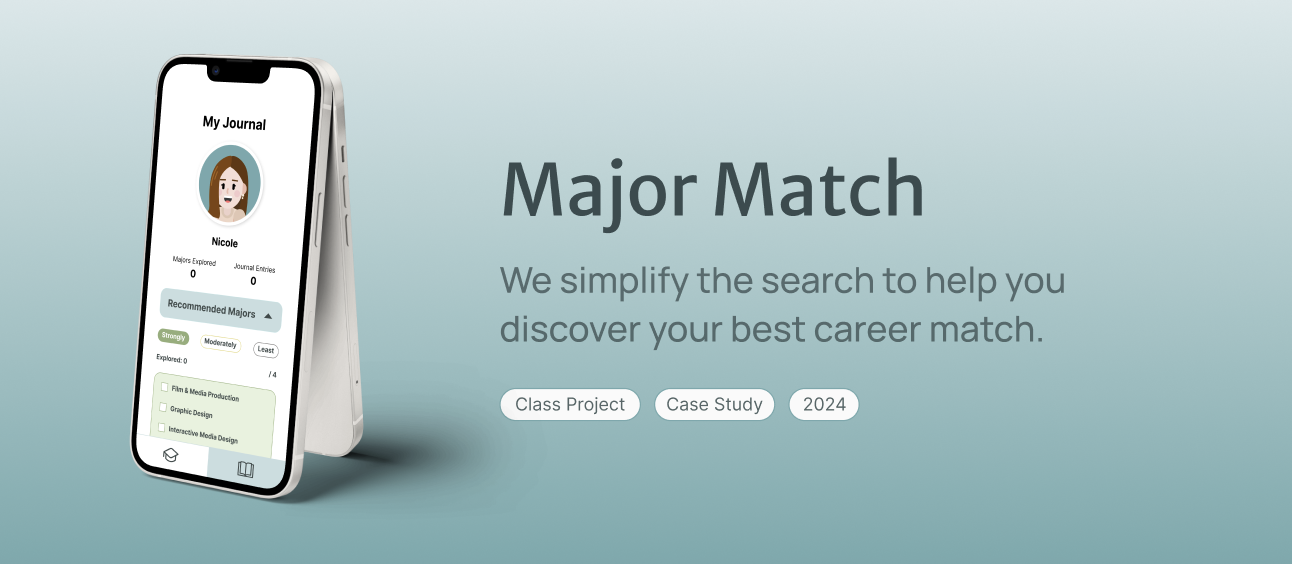 My Journal
Nicole
Majors Explored
0
Journal Entries
0
Recommended Majors
Strongly
Moderately
Least
Explored: 0
/ 4
Film & Media Production
Graphic Design
Interactive Media Design
Major Match
We simplify the search to help you
discover your best career match.
Class Project
Case Study
2024